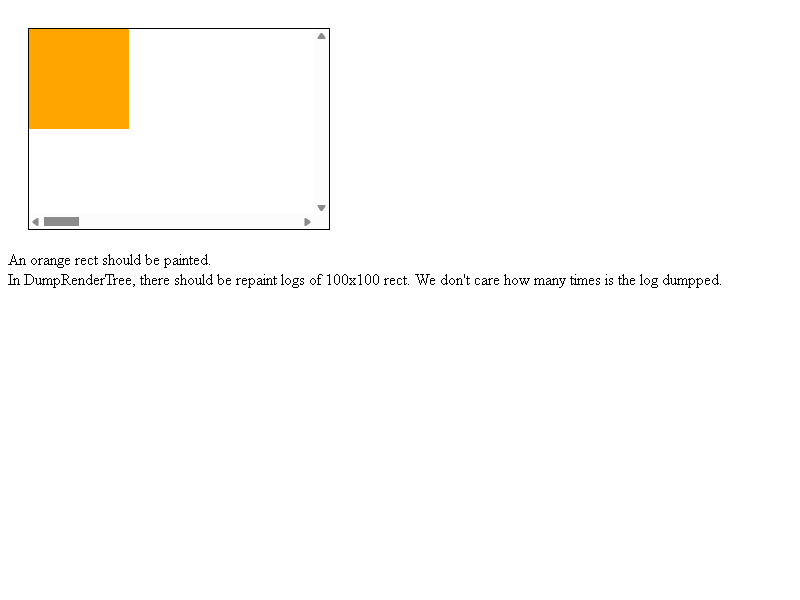 An orange rect should be painted.
In DumpRenderTree, there should be repaint logs of 100x100 rect. We don't care how many times is the log dumpped.